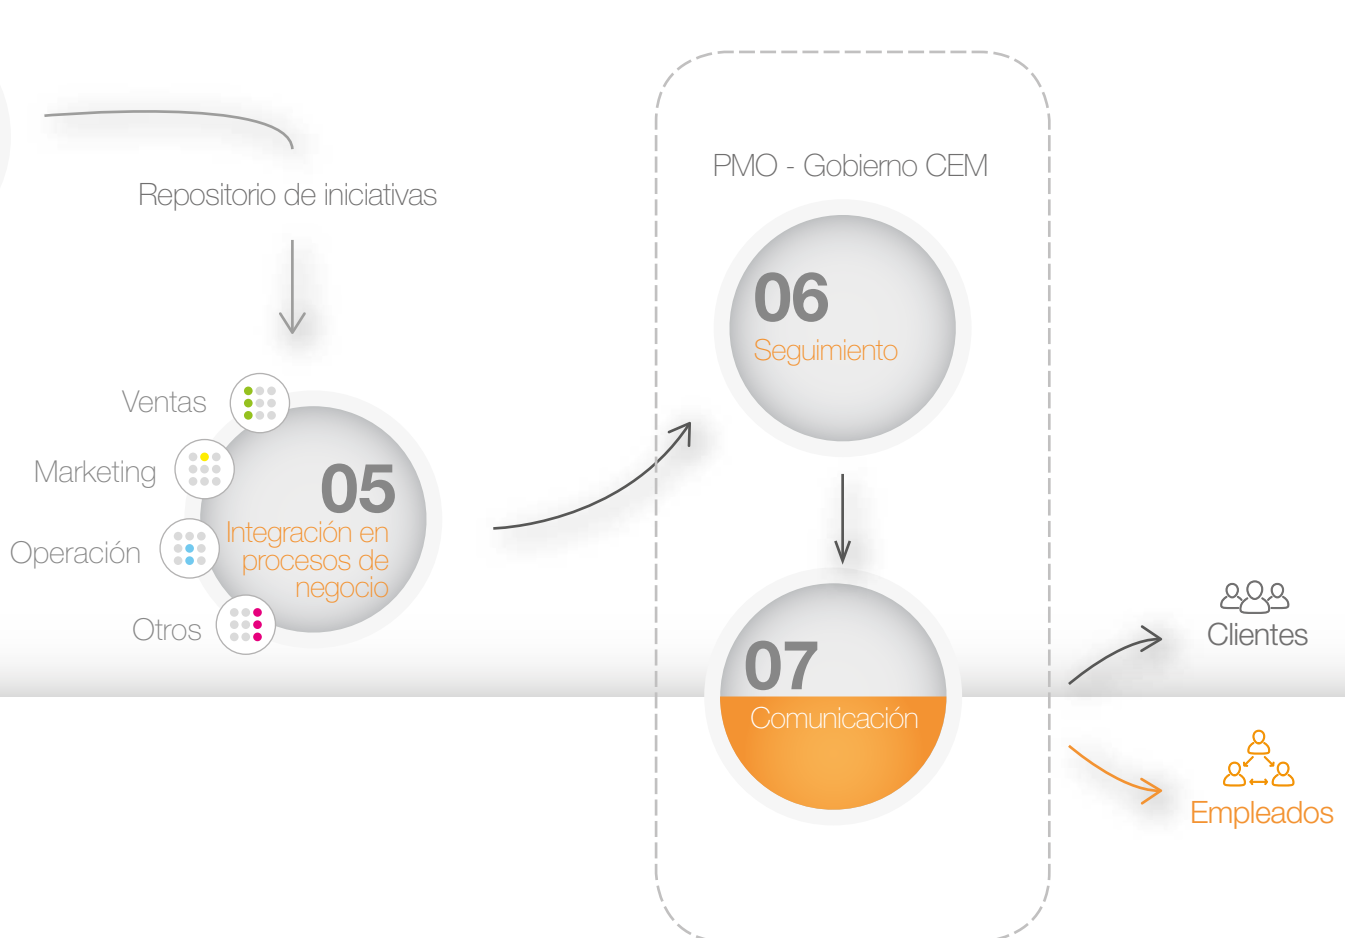 Repositorio de iniciativas
Ventas
Marketing
Operación
Otros
05
Integración en
procesos de
negocio
PMO - Gobierno CEM
06
Seguimiento
07
Comunicación
Clientes
Empleados